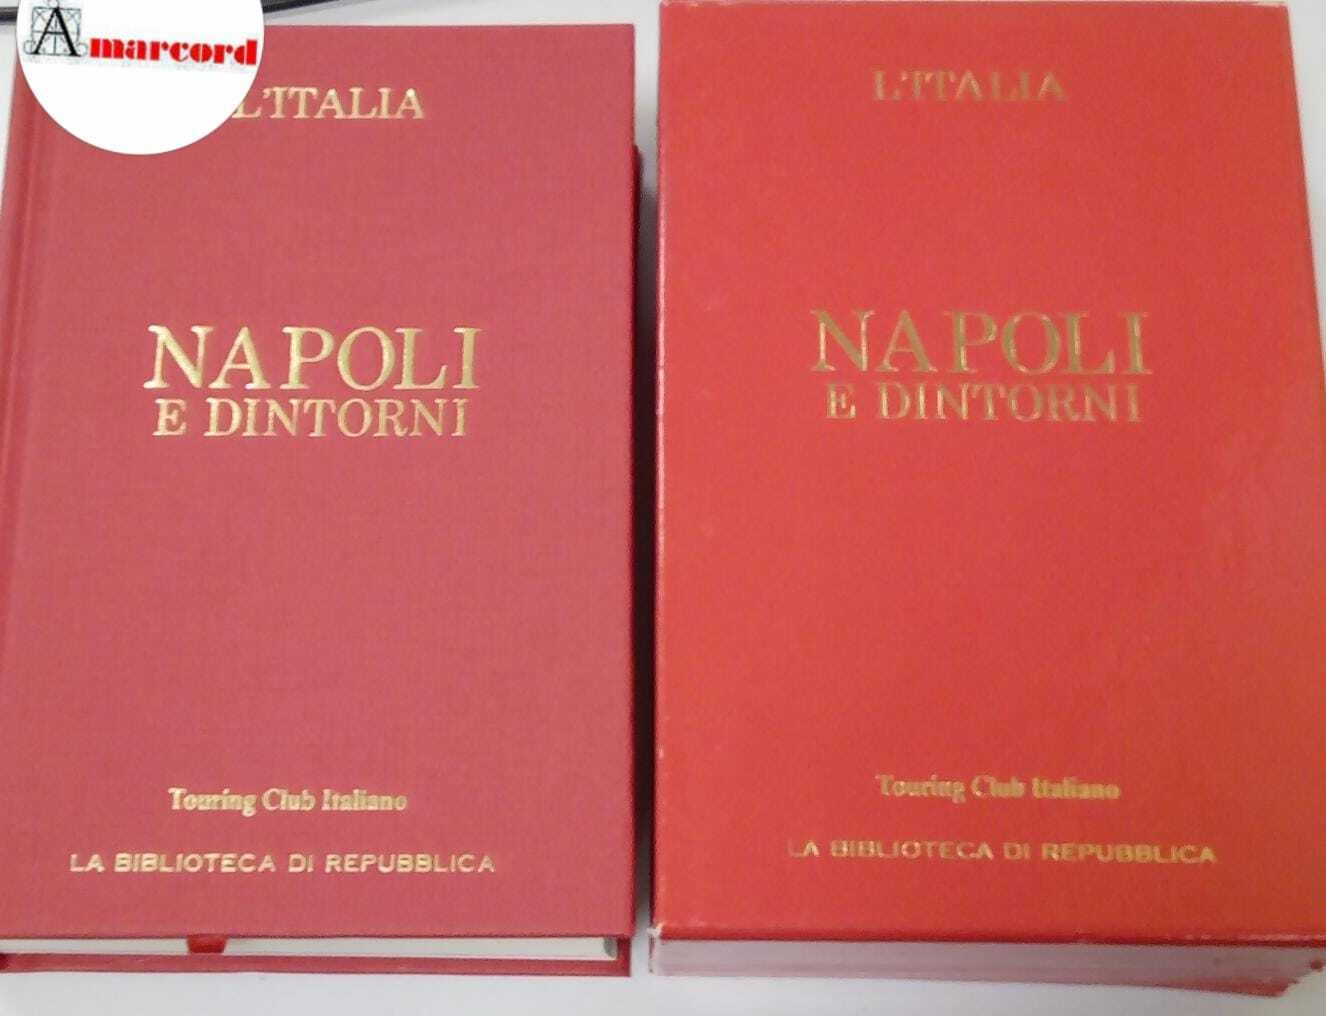 Amarcord
L'ITALIA
NAPOLI
E DINTORNI
Touring Club Italiano
LA BIBLIOTECA DI REPUBBLICA
L'ITALIA
NAPOLI
E DINTORNI
Touring Club Italiano
LA BIBLIOTECA DI REPUBBLICA